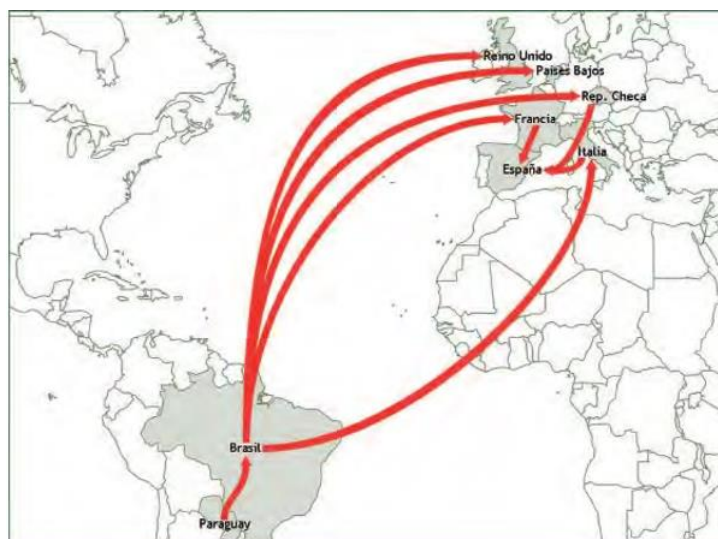 Reino Unido
Países Bajos
Rep. Checa
Francia
Italia
España
Brasil
Paraguay